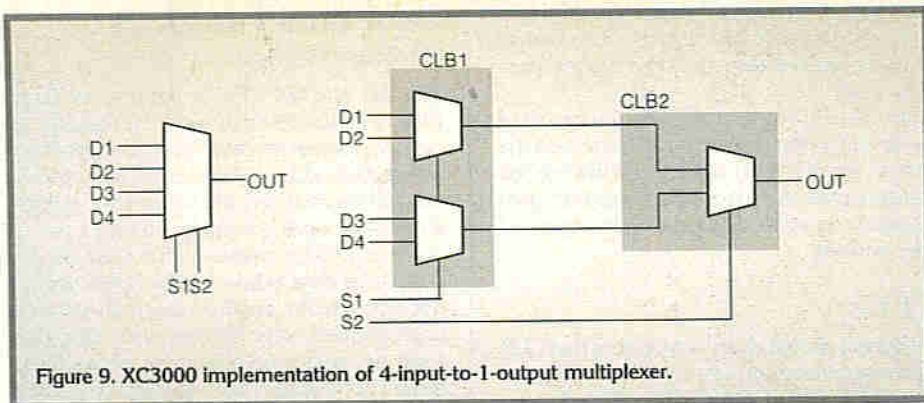 CLB1
CLB2
D1
D2
D3
D4
OUT
S1S2
D1
D2
D3
D4
S1
S2
OUT
Figure 9. XC3000 implementation of 4-input-to-1-output multiplexer.